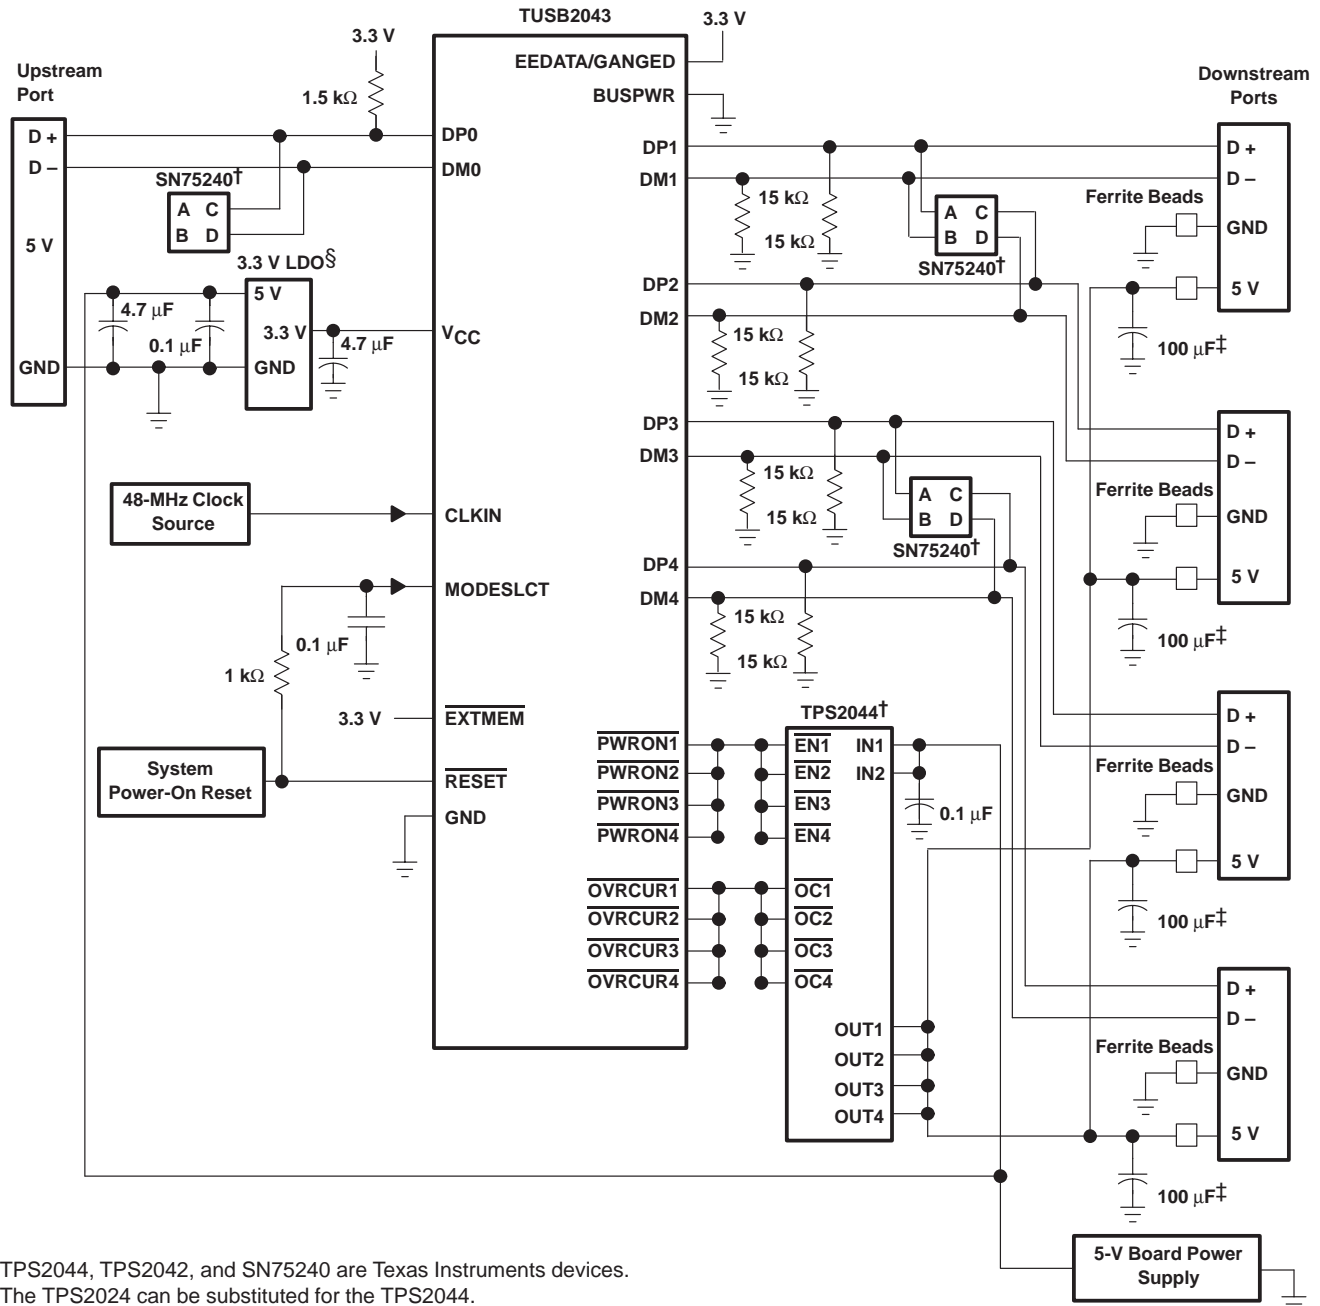 TUSB2043
3.3 V
3.3 V
EEDATA/GANGED
BUSPWR
Upstream
Port
1.5 kΩ
Downstream
Ports
D +
D –
5 V
GND
DP0
DM0
SN75240†
A C
B D
3.3 V LDO§
5 V
3.3 V
GND
4.7 μF
0.1 μF
4.7 μF
VCC
DP1
DM1
15 kΩ
15 kΩ
A C
B D
SN75240†
DP2
DM2
15 kΩ
15 kΩ
DP3
DM3
15 kΩ
15 kΩ
A C
B D
SN75240†
DP4
DM4
15 kΩ
15 kΩ
48-MHz Clock
Source
CLKIN
MODESLCT
0.1 μF
1 kΩ
3.3 V
EXTMEM
System
Power-On Reset
RESET
GND
PWRON1
PWRON2
PWRON3
PWRON4
OVRCUR1
OVRCUR2
OVRCUR3
OVRCUR4
TPS2044†
EN1 IN1
EN2 IN2
EN3
EN4
0.1 μF
OC1
OC2
OC3
OC4
OUT1
OUT2
OUT3
OUT4
D +
D –
Ferrite Beads
GND
5 V
100 μF‡
D +
D –
Ferrite Beads
GND
5 V
100 μF‡
D +
D –
Ferrite Beads
GND
5 V
100 μF‡
D +
D –
Ferrite Beads
GND
5 V
100 μF‡
5-V Board Power
Supply
TPS2044, TPS2042, and SN75240 are Texas Instruments devices.
The TPS2024 can be substituted for the TPS2044.